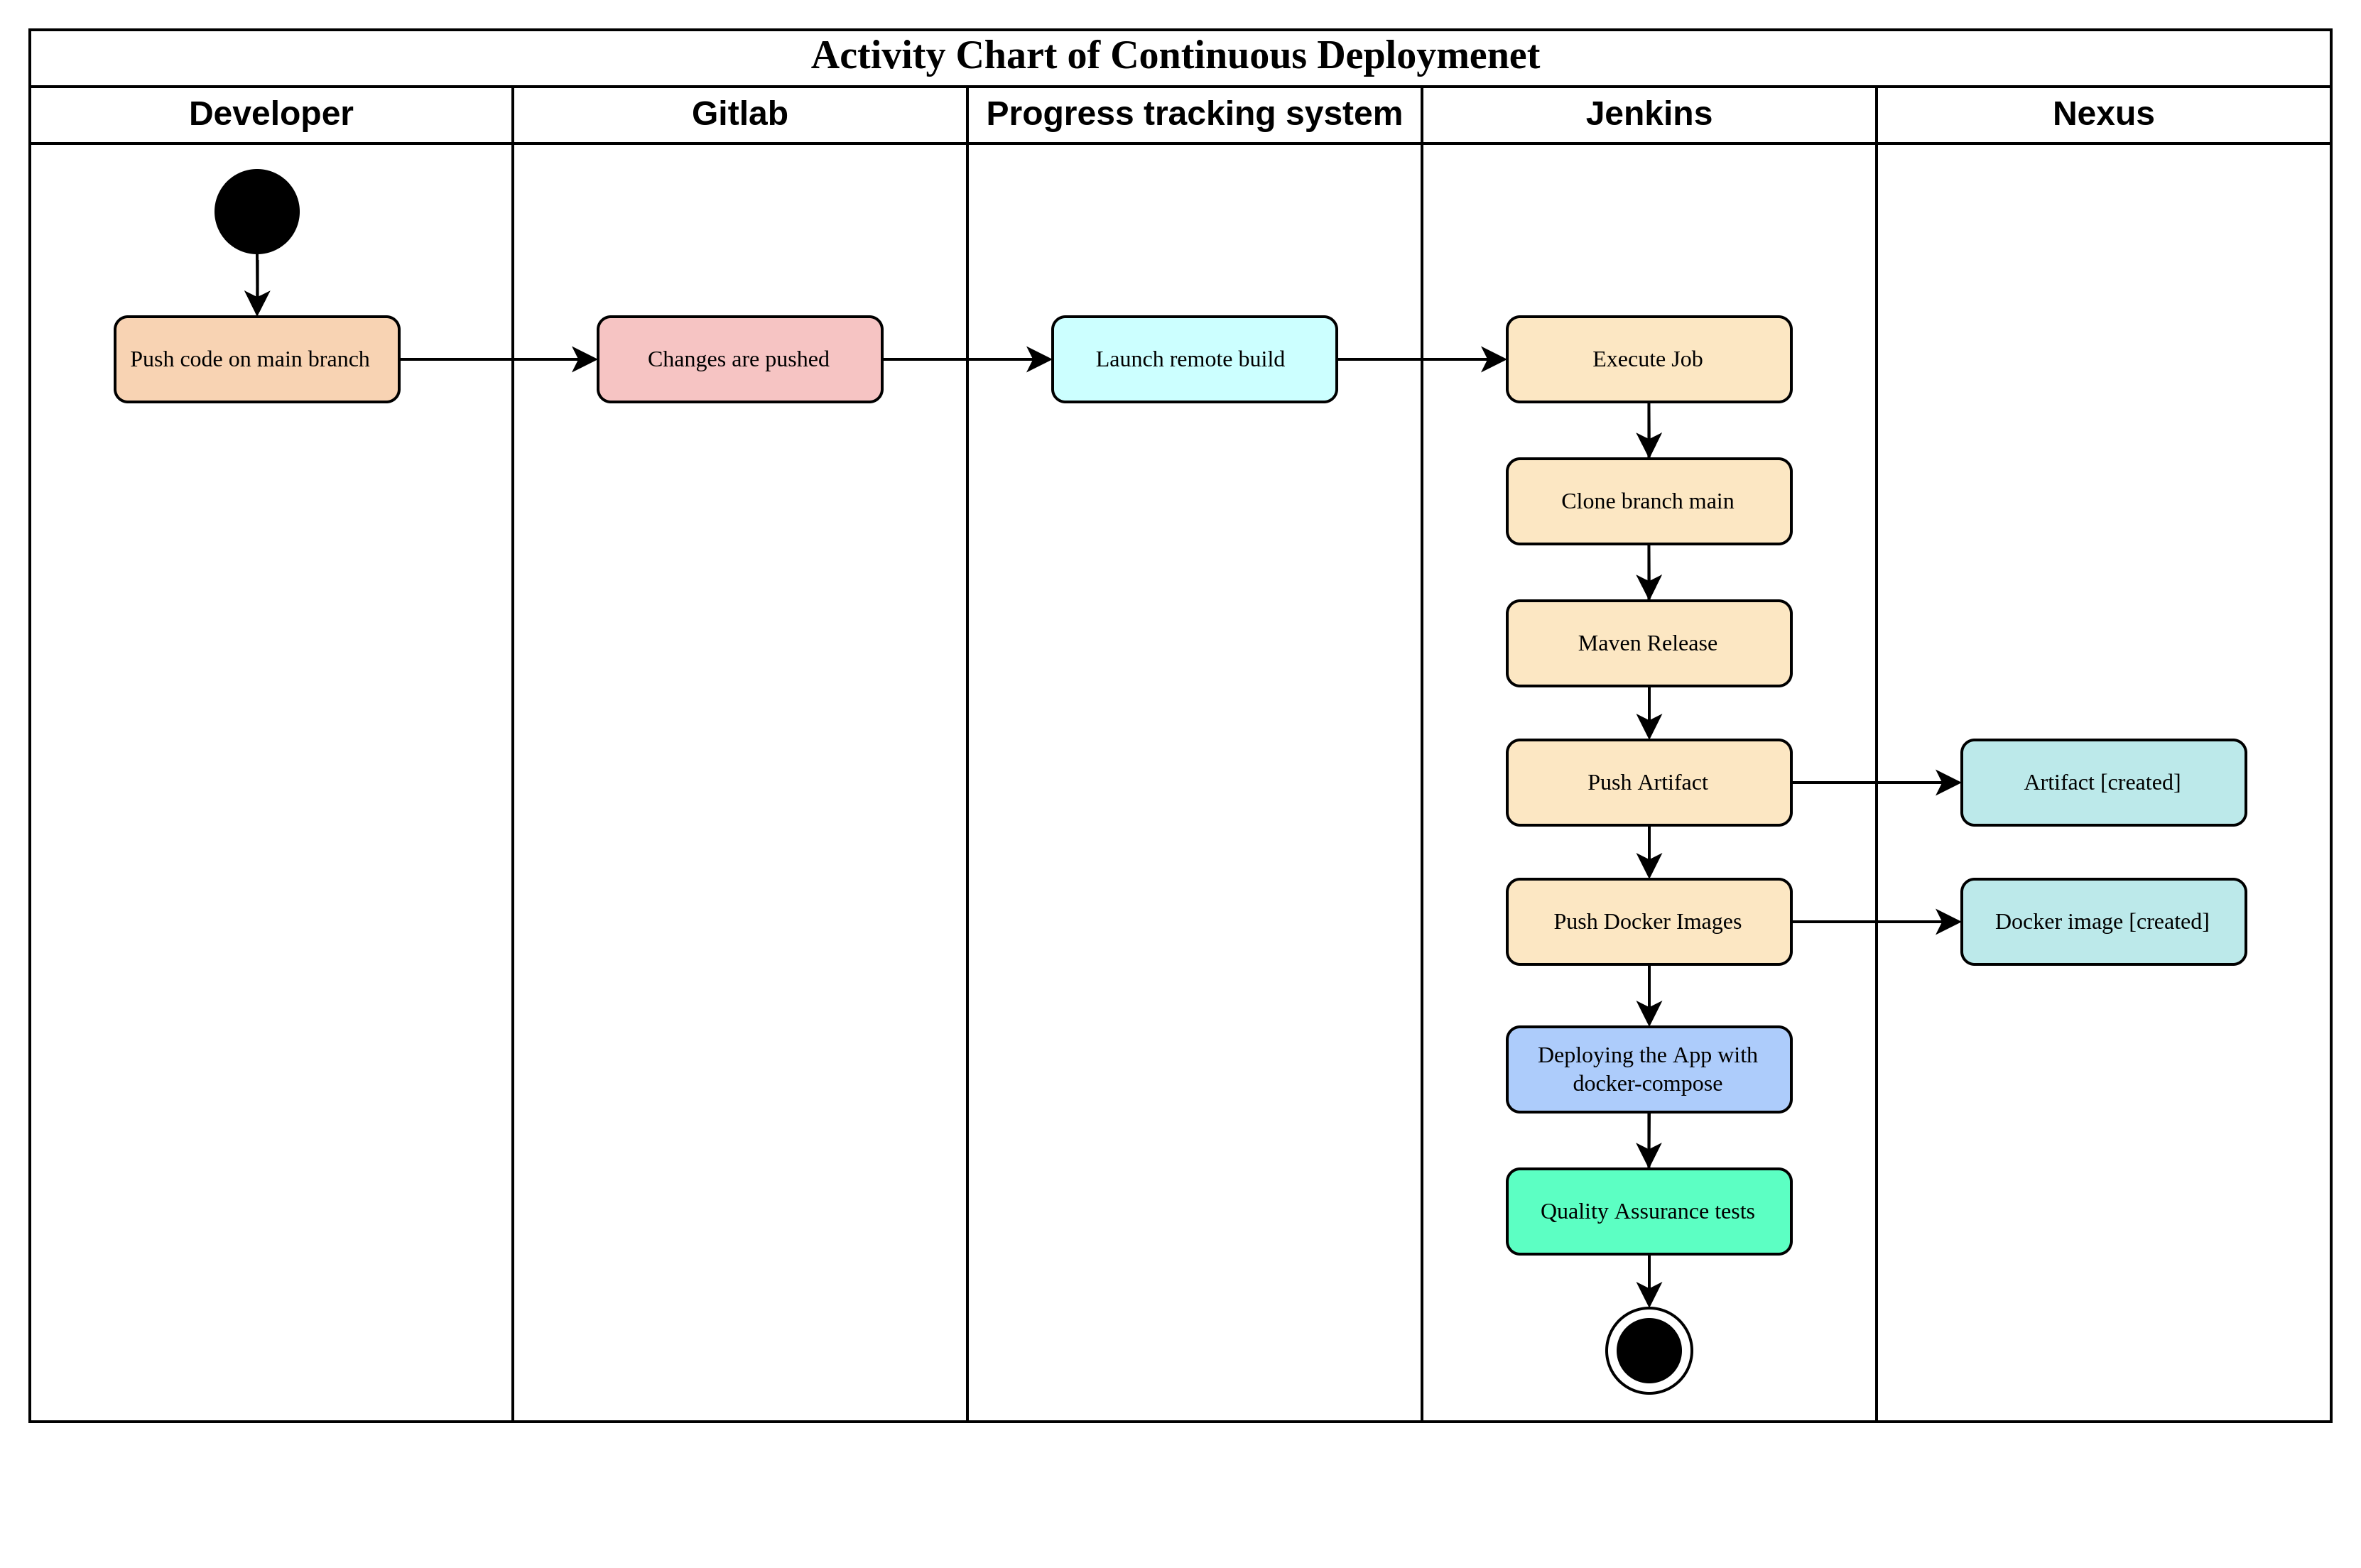 Activity Chart of Continuous Deploymenet
Developer
Gitlab
Progress tracking system
Jenkins
Nexus
Push code on main branch
Changes are pushed
Launch remote build
Execute Job
Clone branch main
Maven Release
Push Artifact
Artifact [created]
Push Docker Images
Docker image [created]
Deploying the App with
docker-compose
Quality Assurance tests